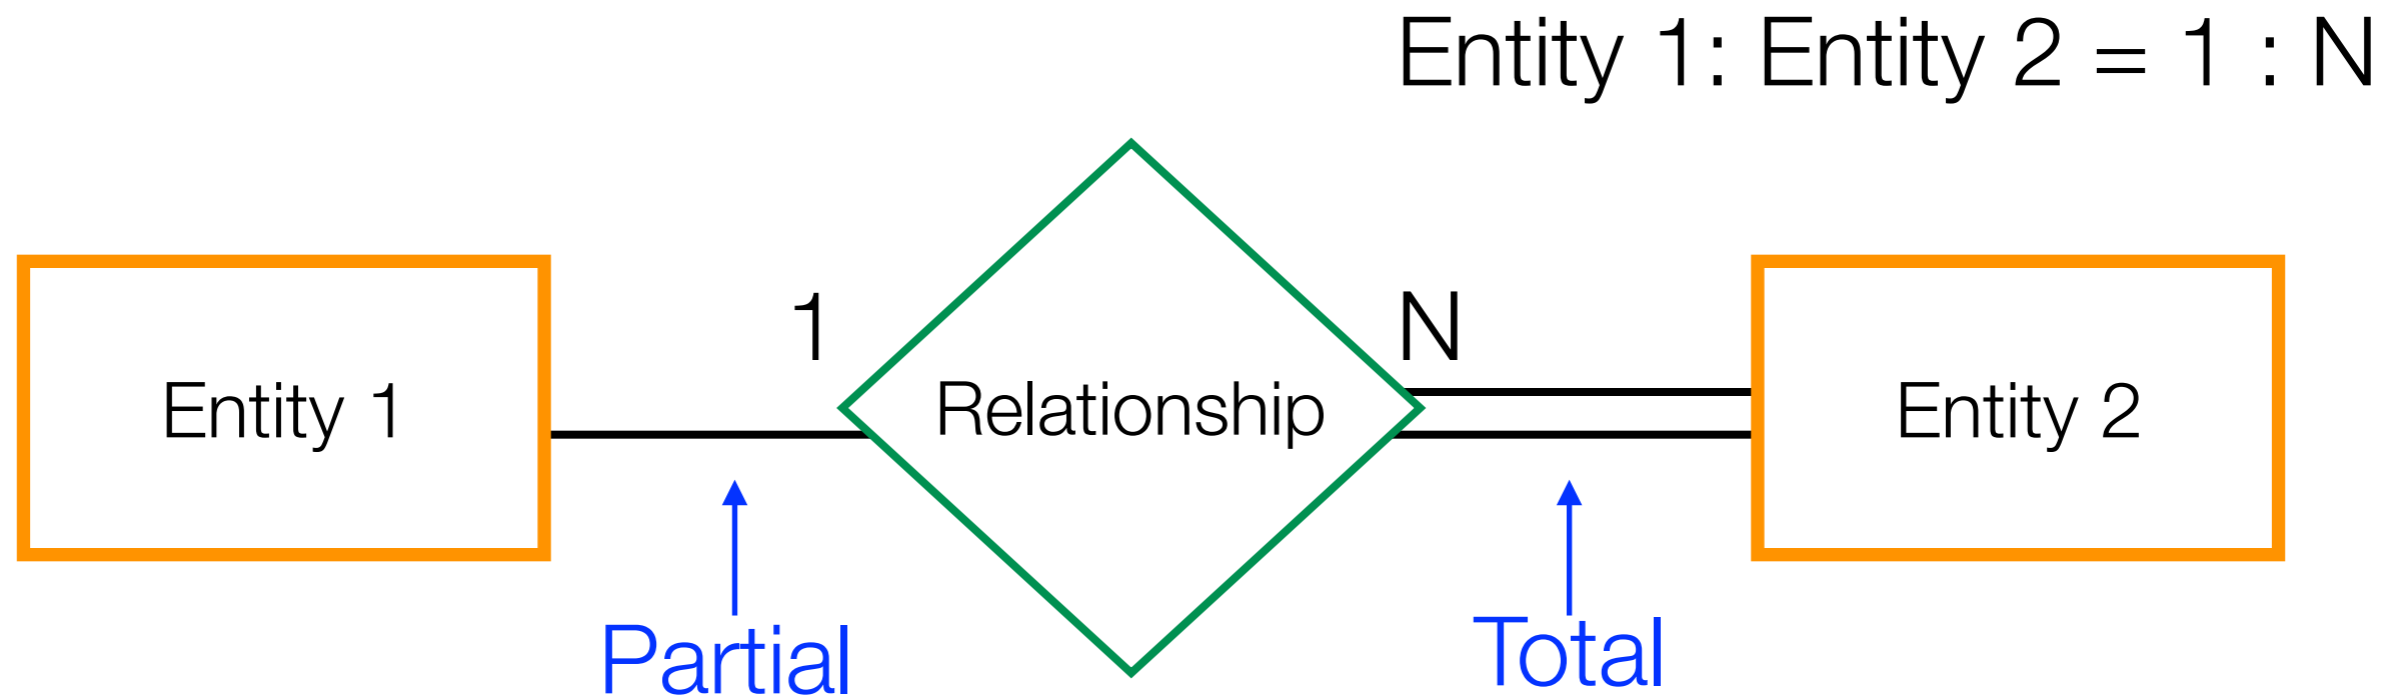 Entity 1: Entity 2 = 1 : N
1
N
Entity 1
Relationship
Entity 2
Partial
Total